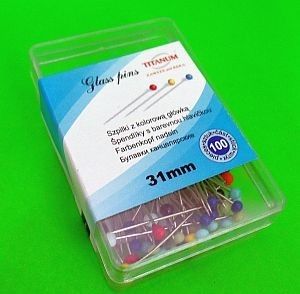 TITANUM
Glass pins
Szpilki z kolorową główką
Špendlíky s barevnou hlavičkou
Farbenkopf nadeln
Булавки канцелярские
100
31mm